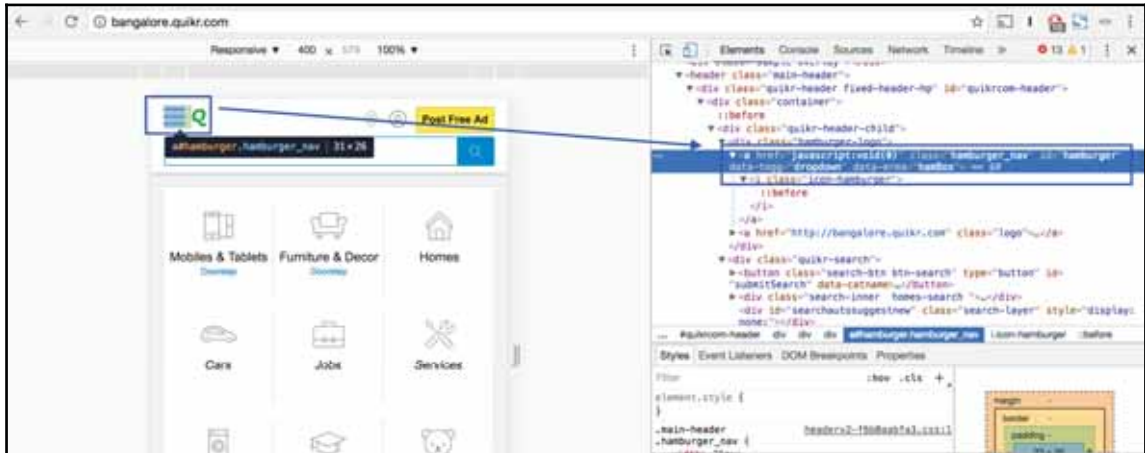 bangalore.quikr.com
Responsive ▼ 400 x 100% ▼
Elements Console Sources Network Timeline » 13 1
<header class="main-header">
<div class="quikr-header fixed-header-hp" id="quikrcom-header">
<div class="container">
::before
<div class="quikr-header-child">
<div class="hamburger-logo">
<a href="javascript:void(0)" class="hamburger_nav" id="hamburger"
"dropdown"
<i class="icon-hamburger">
::before
</i>
</a>
<a href="http://bangalore.quikr.com" class="logo">…</a>
</div>
<div class="quikr-search">
<button class="search-btn btn-search" type="button" id=
"submitSearch" data-catname…</button>
<div class="search-inner homes-search ">…</div>
<div id="searchautosuggestnew" class="search-layer" style="display:
none;"></div>
Q
Post Free Ad
a#hamburger.hamburger_nav | 31×26
Mobiles & Tablets Furniture & Decor Homes
Doorstep Doorstep
Cars Jobs Services
... #quikrcom-header div div div a#hamburger.hamburger_nav i.icon-hamburger ::before
Styles Event Listeners DOM Breakpoints Properties
Filter :hov .cls +
element.style {
}
.main-header
.hamburger_nav {
margin -
border -
padding -